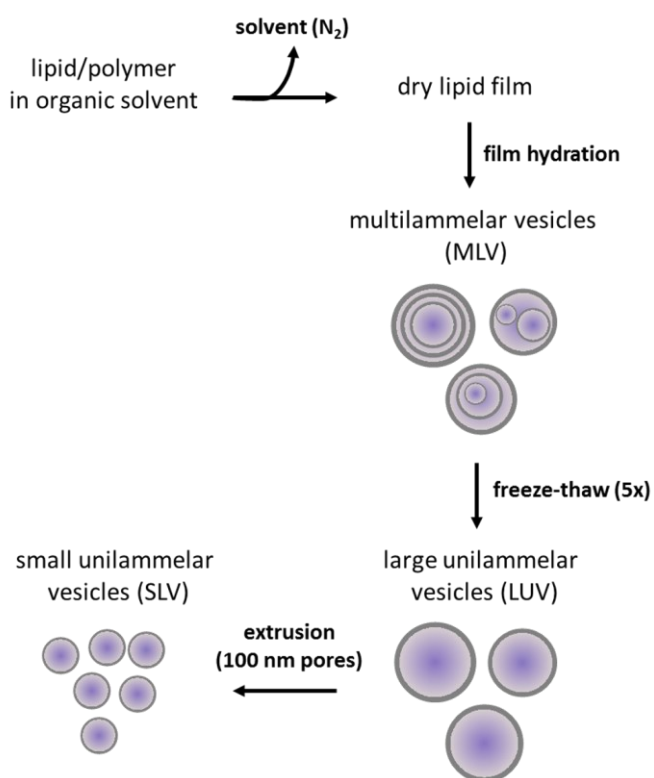 solvent (N₂)
lipid/polymer
in organic solvent
dry lipid film
film hydration
multilammelar vesicles
(MLV)
freeze-thaw (5x)
large unilammelar
vesicles (LUV)
extrusion
(100 nm pores)
small unilammelar
vesicles (SLV)